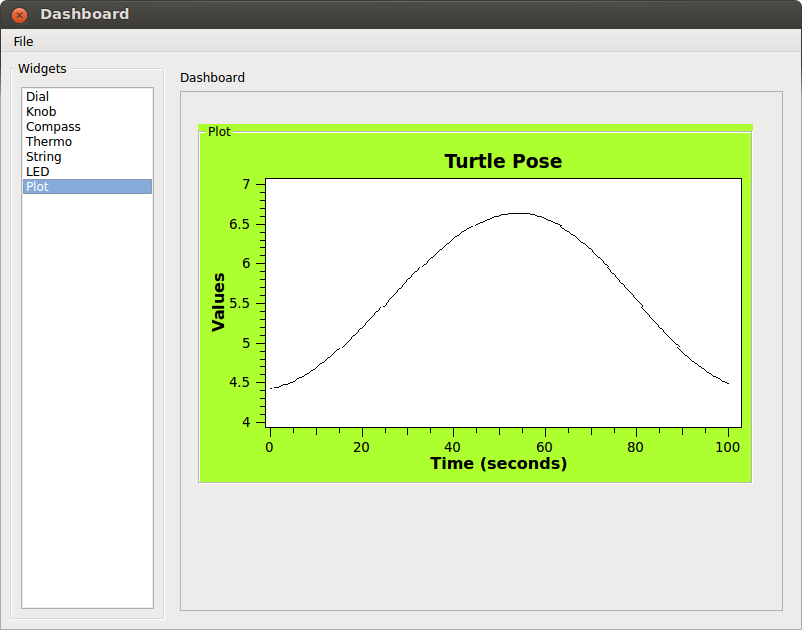 Dashboard
File
Widgets
Dial
Knob
Compass
Thermo
String
LED
Plot
Dashboard
Plot
Turtle Pose
Values
7
6.5
6
5.5
5
4.5
4
0 20 40 60 80 100
Time (seconds)